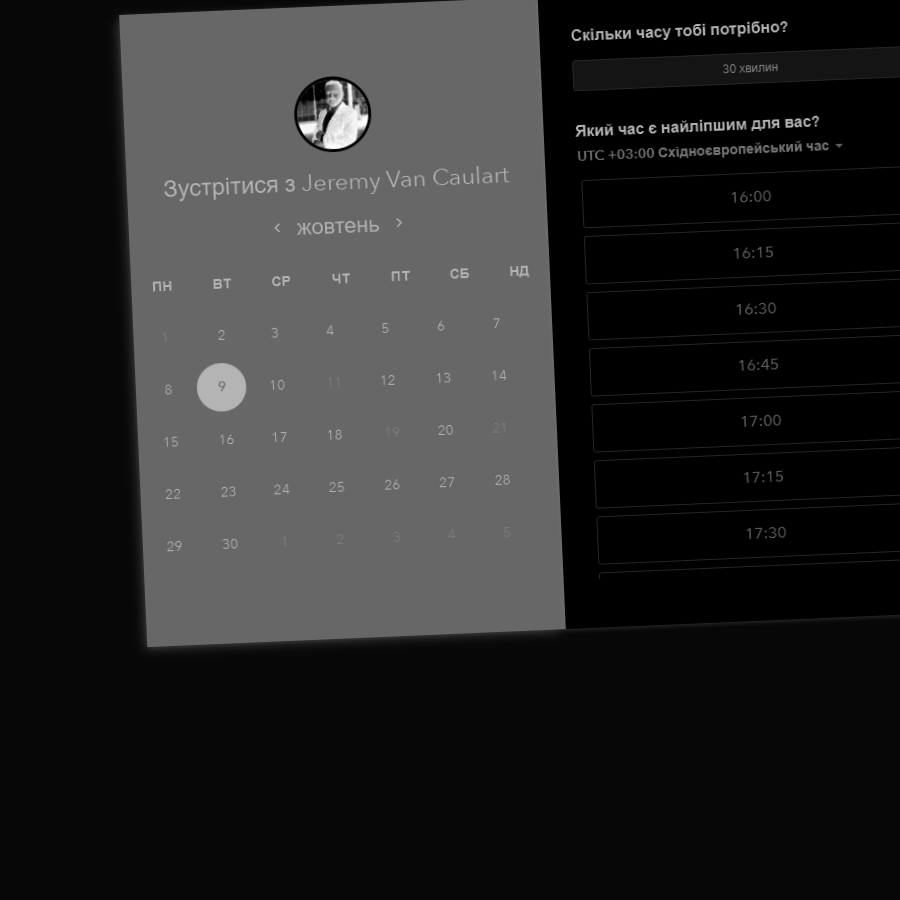 Зустрітися з Jeremy Van Caulart
жовтень
ПН ВТ СР ЧТ ПТ СБ НД
1 2 3 4 5 6 7
8 9 10 11 12 13 14
15 16 17 18 19 20 21
22 23 24 25 26 27 28
29 30 1 2 3 4 5
Скільки часу тобі потрібно?
30 хвилин
Який час є найліпшим для вас?
UTC +03:00 Східноєвропейський час
16:00
16:15
16:30
16:45
17:00
17:15
17:30